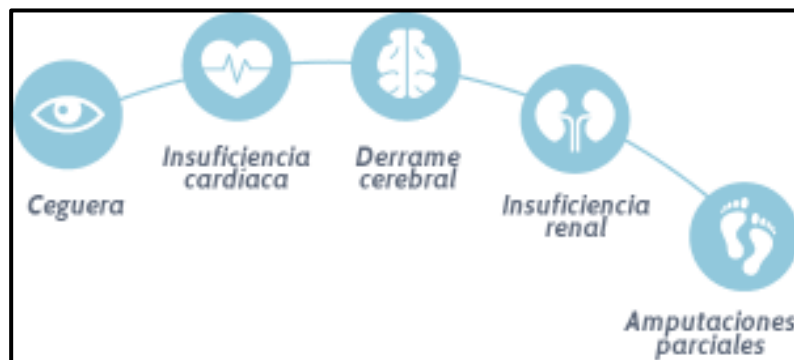 Ceguera
Insuficiencia
cardiaca
Derrame
cerebral
Insuficiencia
renal
Amputaciones
parciales